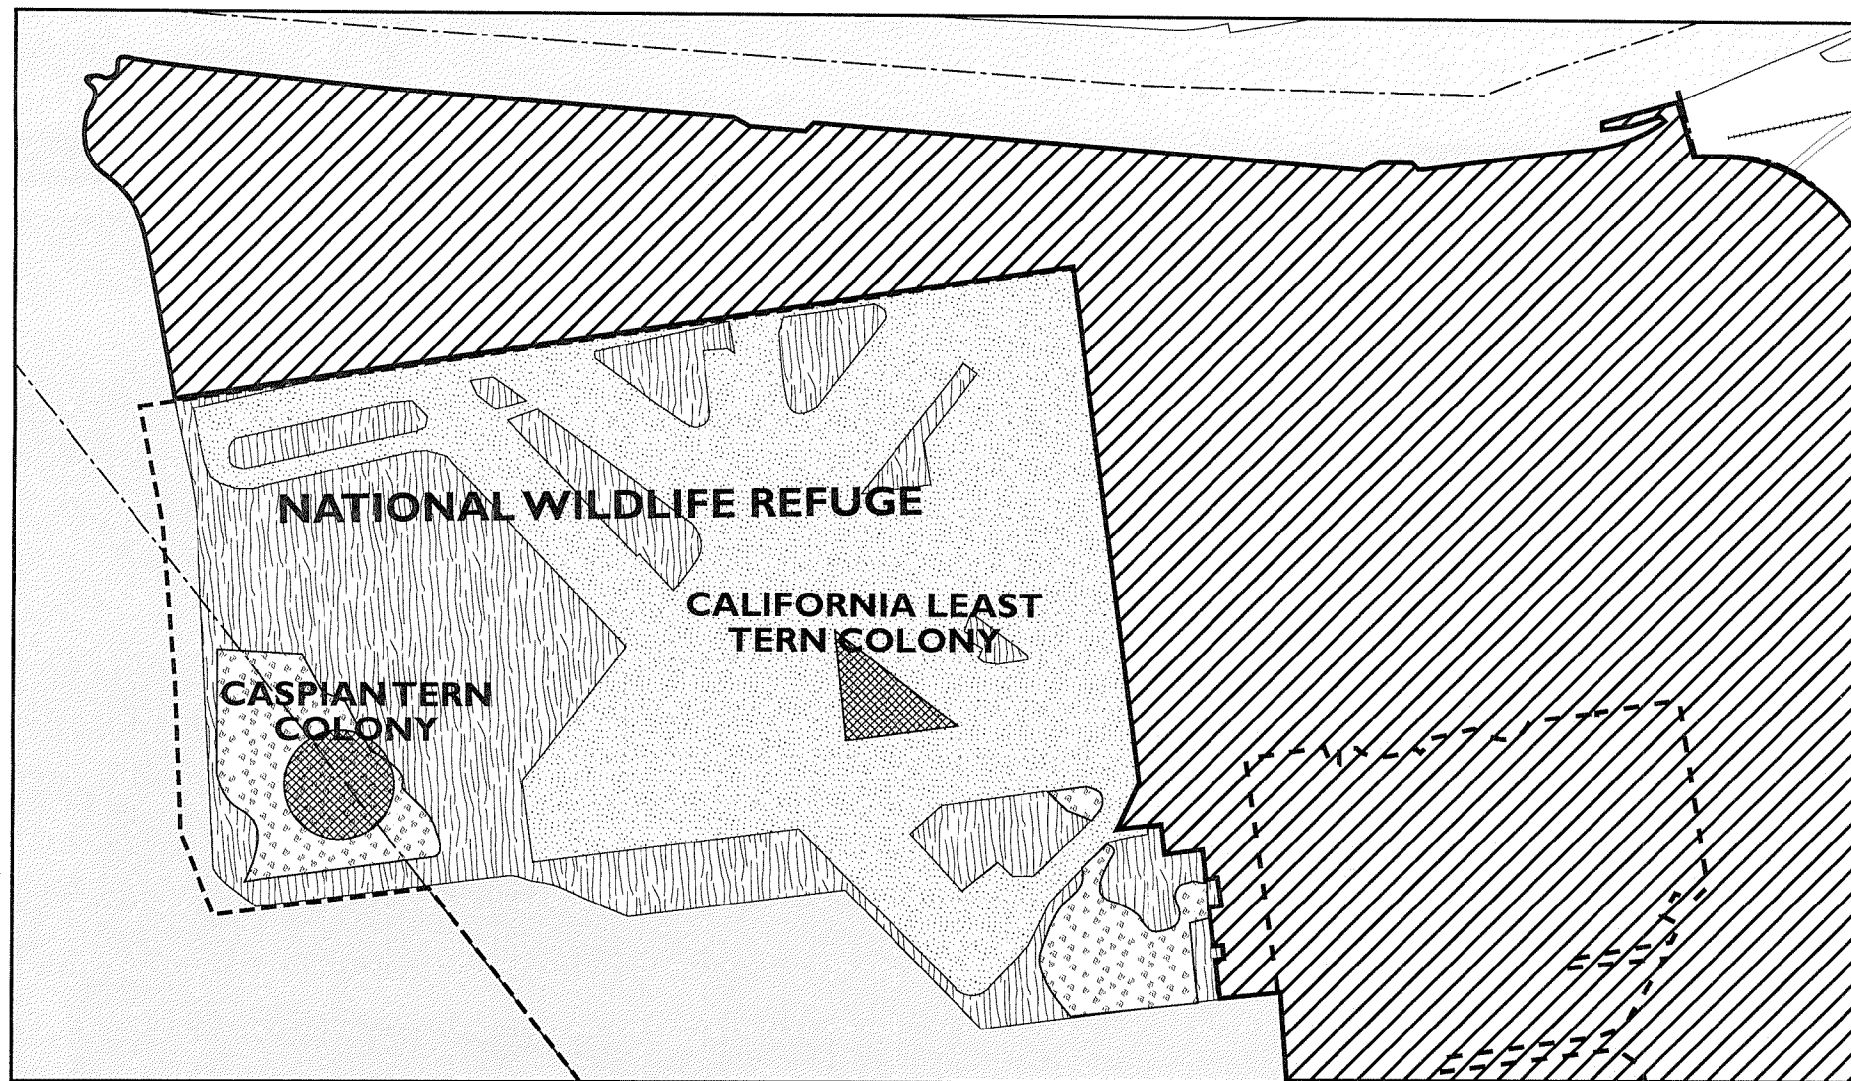 NATIONAL WILDLIFE REFUGE
CALIFORNIA LEAST
TERN COLONY
CASPIAN TERN
COLONY